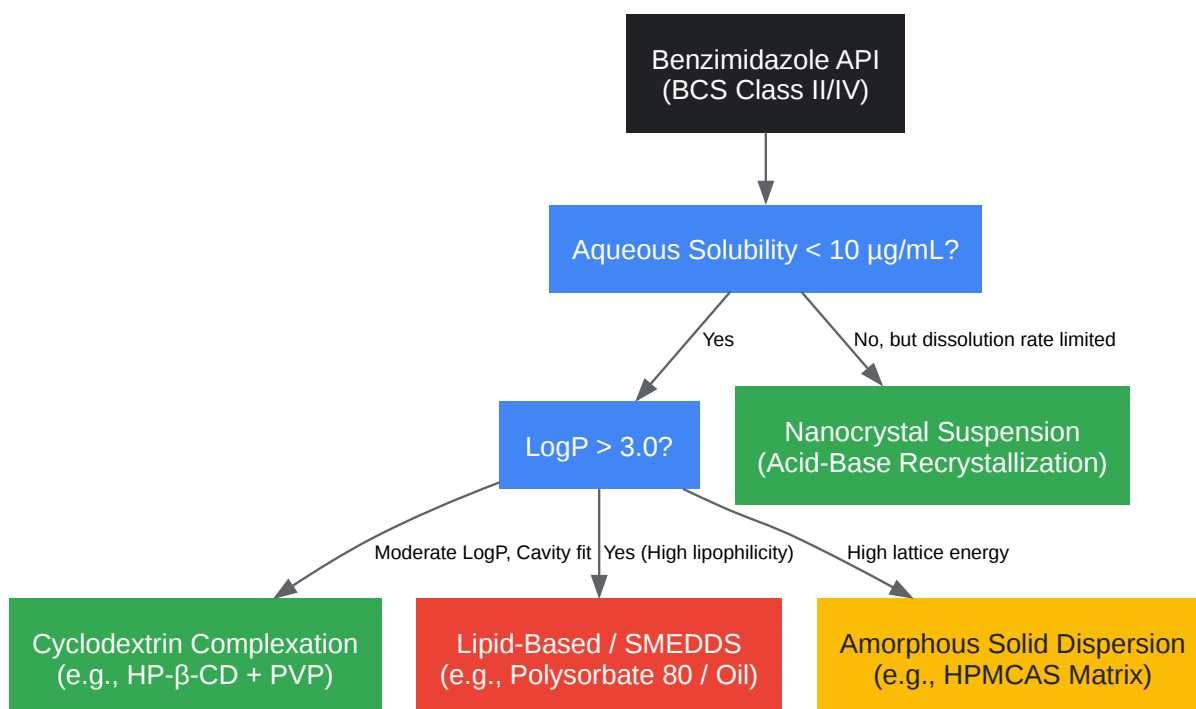 Benzimidazole API
(BCS Class II/IV)
Aqueous Solubility < 10 µg/mL?
Yes
No, but dissolution rate limited
LogP > 3.0?
Nanocrystal Suspension
(Acid-Base Recrystallization)
Moderate LogP, Cavity fit
Yes (High lipophilicity)
High lattice energy
Cyclodextrin Complexation
(e.g., HP-β-CD + PVP)
Lipid-Based / SMEDDS
(e.g., Polysorbate 80 / Oil)
Amorphous Solid Dispersion
(e.g., HPMCAS Matrix)